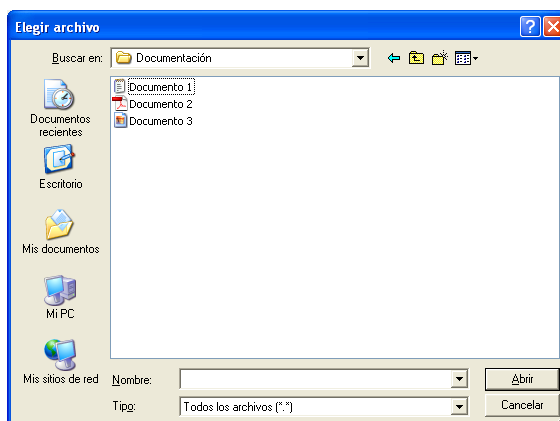 Elegir archivo
Buscar en: Documentación
Documento 1
Documento 2
Documento 3
Documentos
recientes
Escritorio
Mis documentos
Mi PC
Mis sitios de red
Nombre:
Abrir
Tipo: Todos los archivos (*.*)
Cancelar